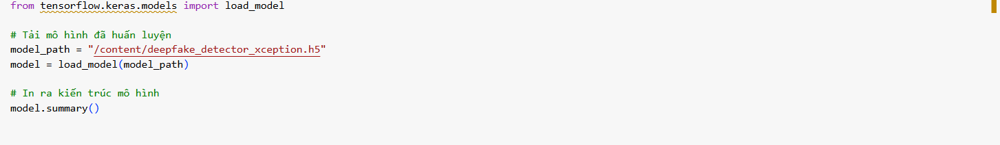 from tensorflow.keras.models import load_model
# Tải mô hình đã huấn luyện
model_path = "/content/deepfake_detector_xception.h5"
model = load_model(model_path)
# In ra kiến trúc mô hình
model.summary()